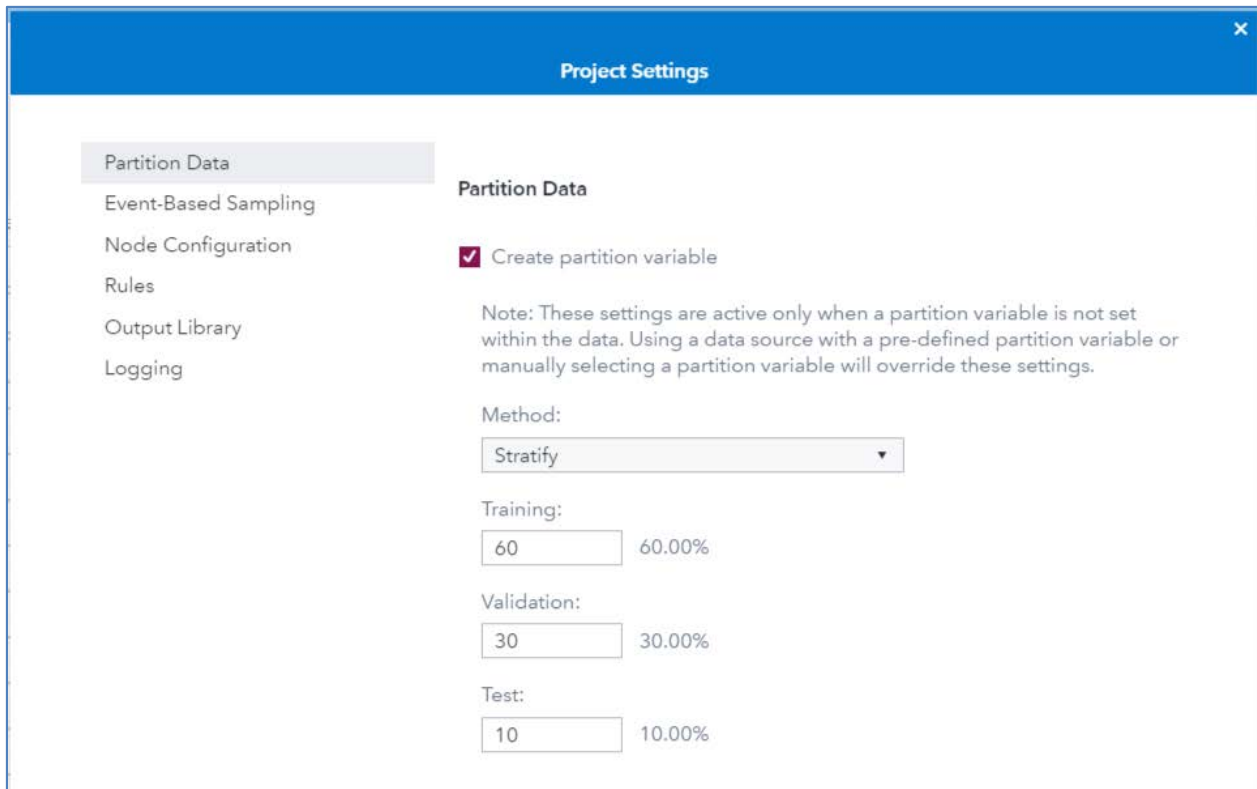 Project Settings
Partition Data
Event-Based Sampling
Node Configuration
Rules
Output Library
Logging
Partition Data
Create partition variable
Note: These settings are active only when a partition variable is not set
within the data. Using a data source with a pre-defined partition variable or
manually selecting a partition variable will override these settings.
Method:
Stratify
Training:
60 60.00%
Validation:
30 30.00%
Test:
10 10.00%